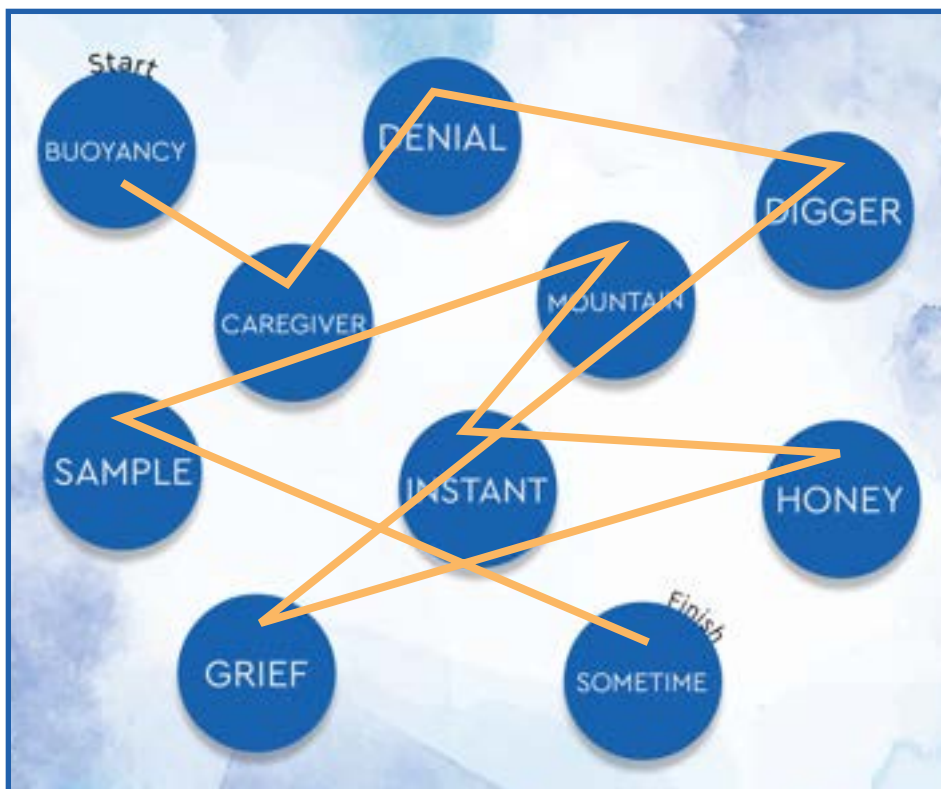 Start
BUOYANCY
DENIAL
DIGGER
CAREGIVER
MOUNTAIN
SAMPLE
INSTANT
HONEY
GRIEF
Finish
SOMETIME